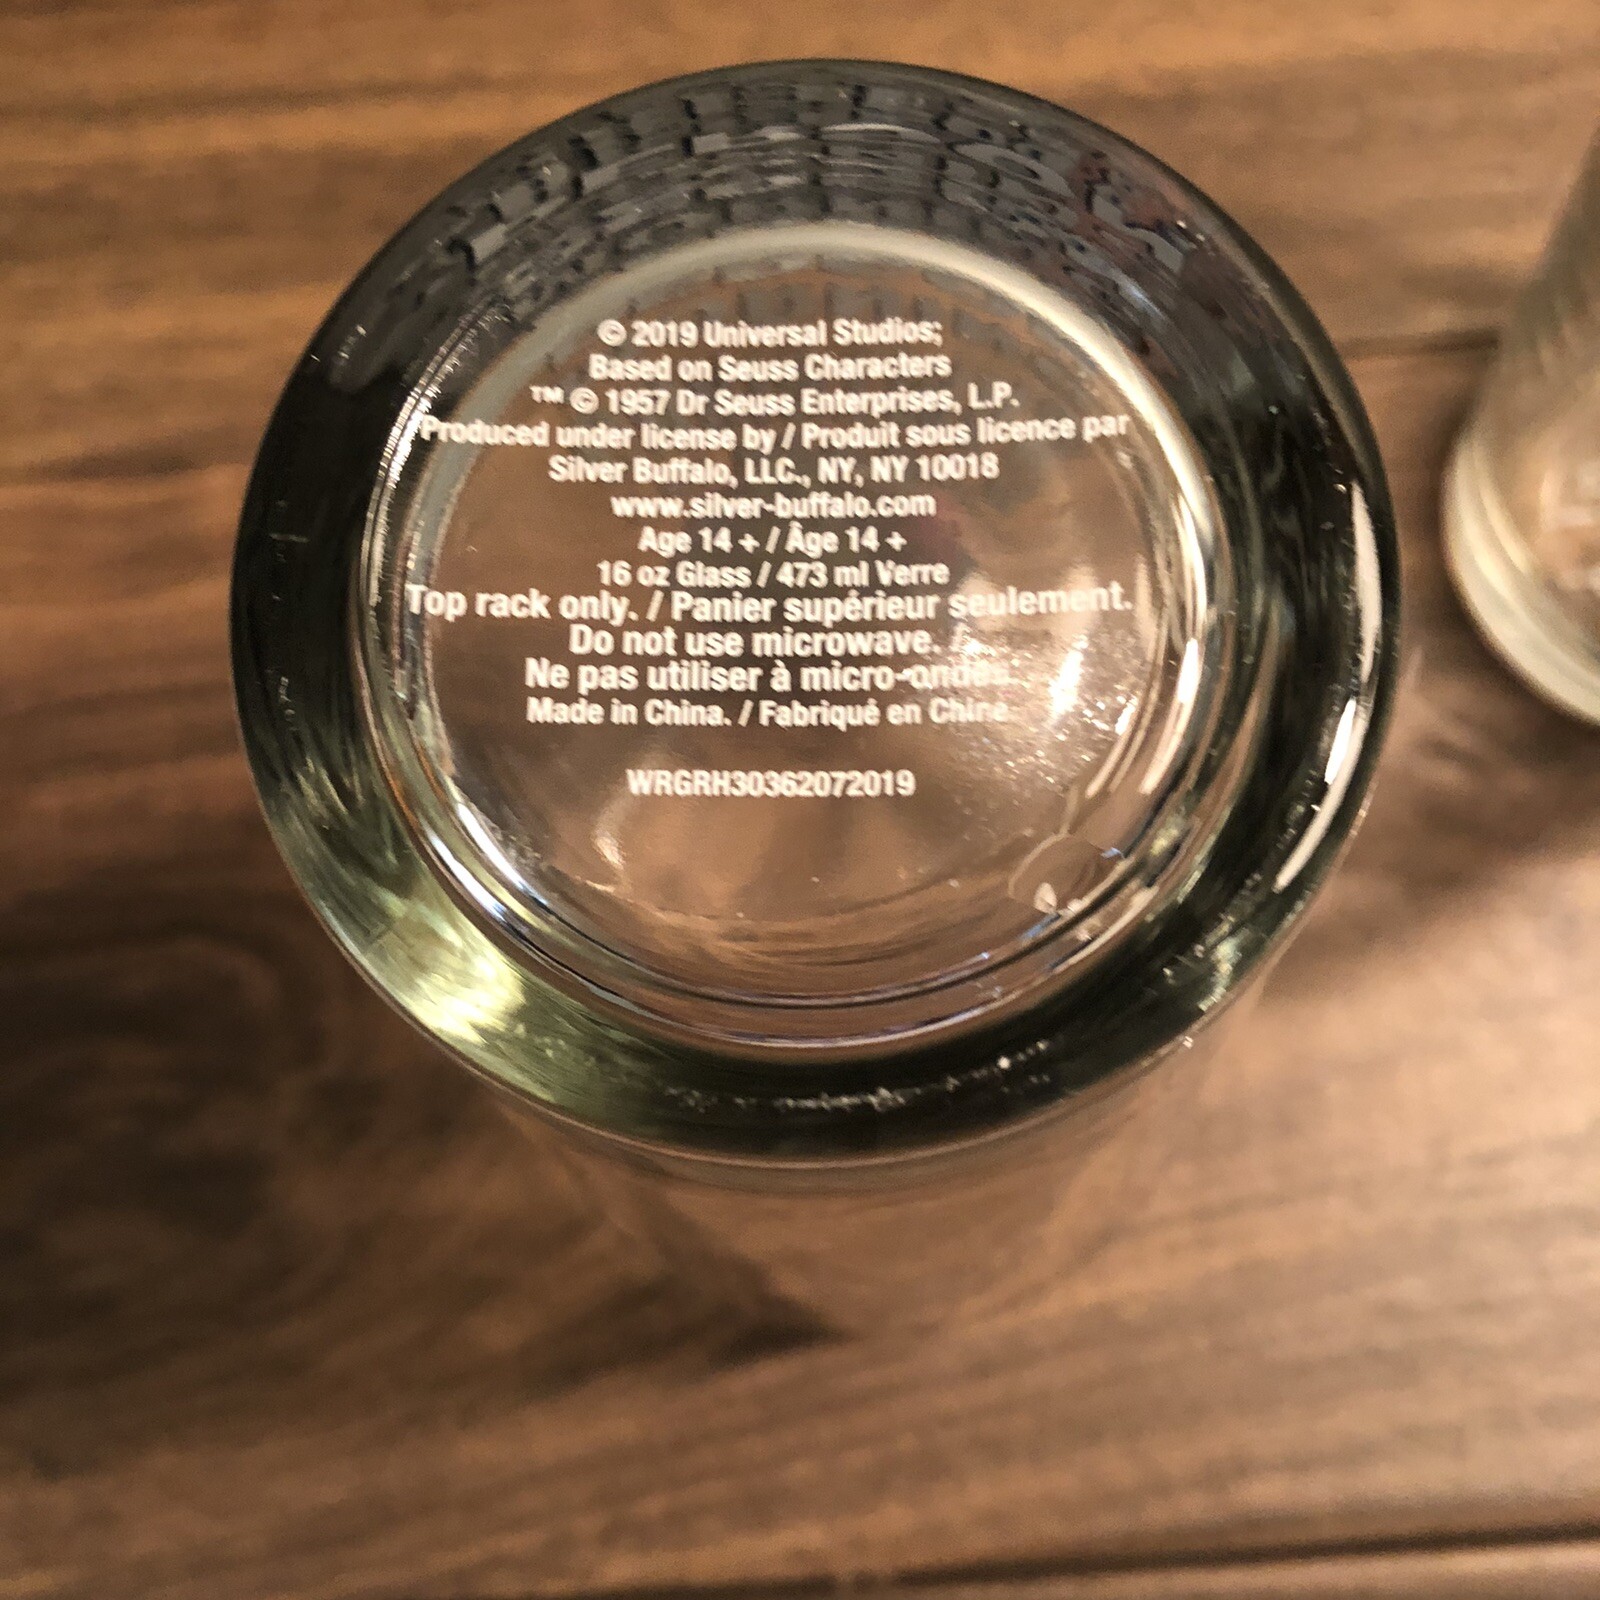 © 2019 Universal Studios;
Based on Seuss Characters
™ © 1957 Dr Seuss Enterprises, L.P.
Produced under license by / Produit sous licence par
Silver Buffalo, LLC., NY, NY 10018
www.silver-buffalo.com
Age 14 + / Âge 14 +
16 oz Glass / 473 ml Verre
Top rack only. / Panier supérieur seulement.
Do not use microwave.
Ne pas utiliser à micro-ondes.
Made in China. / Fabriqué en Chine
WRGRH30362072019